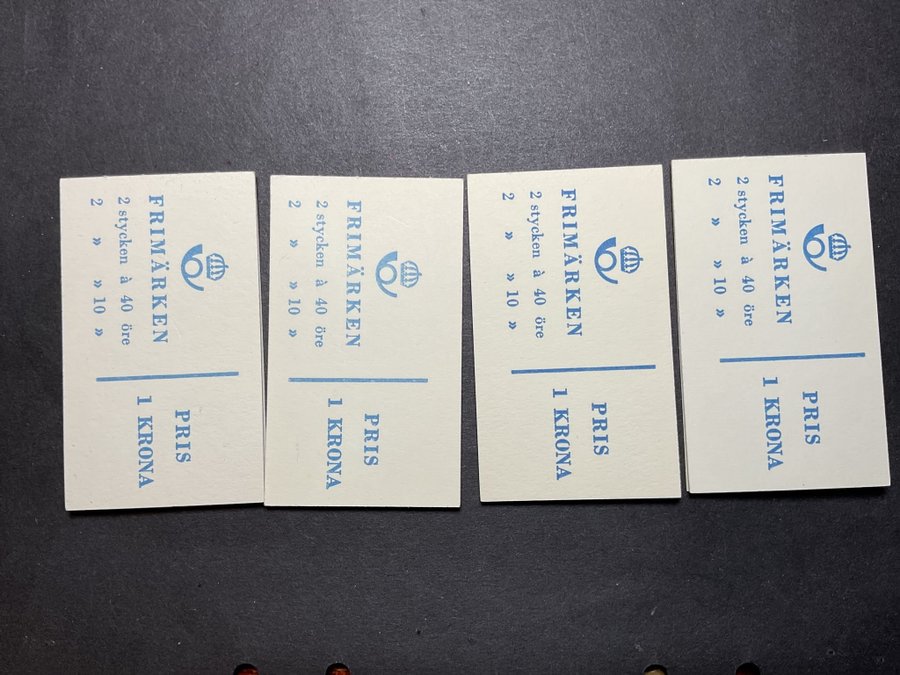 FRIMÄRKEN
2 stycken à 40 öre
2 » » 10 »
PRIS
1 KRONA
FRIMÄRKEN
2 stycken à 40 öre
2 » » 10 »
PRIS
1 KRONA
FRIMÄRKEN
2 stycken à 40 öre
2 » » 10 »
PRIS
1 KRONA
FRIMÄRKEN
2 stycken à 40 öre
2 » » 10 »
PRIS
1 KRONA